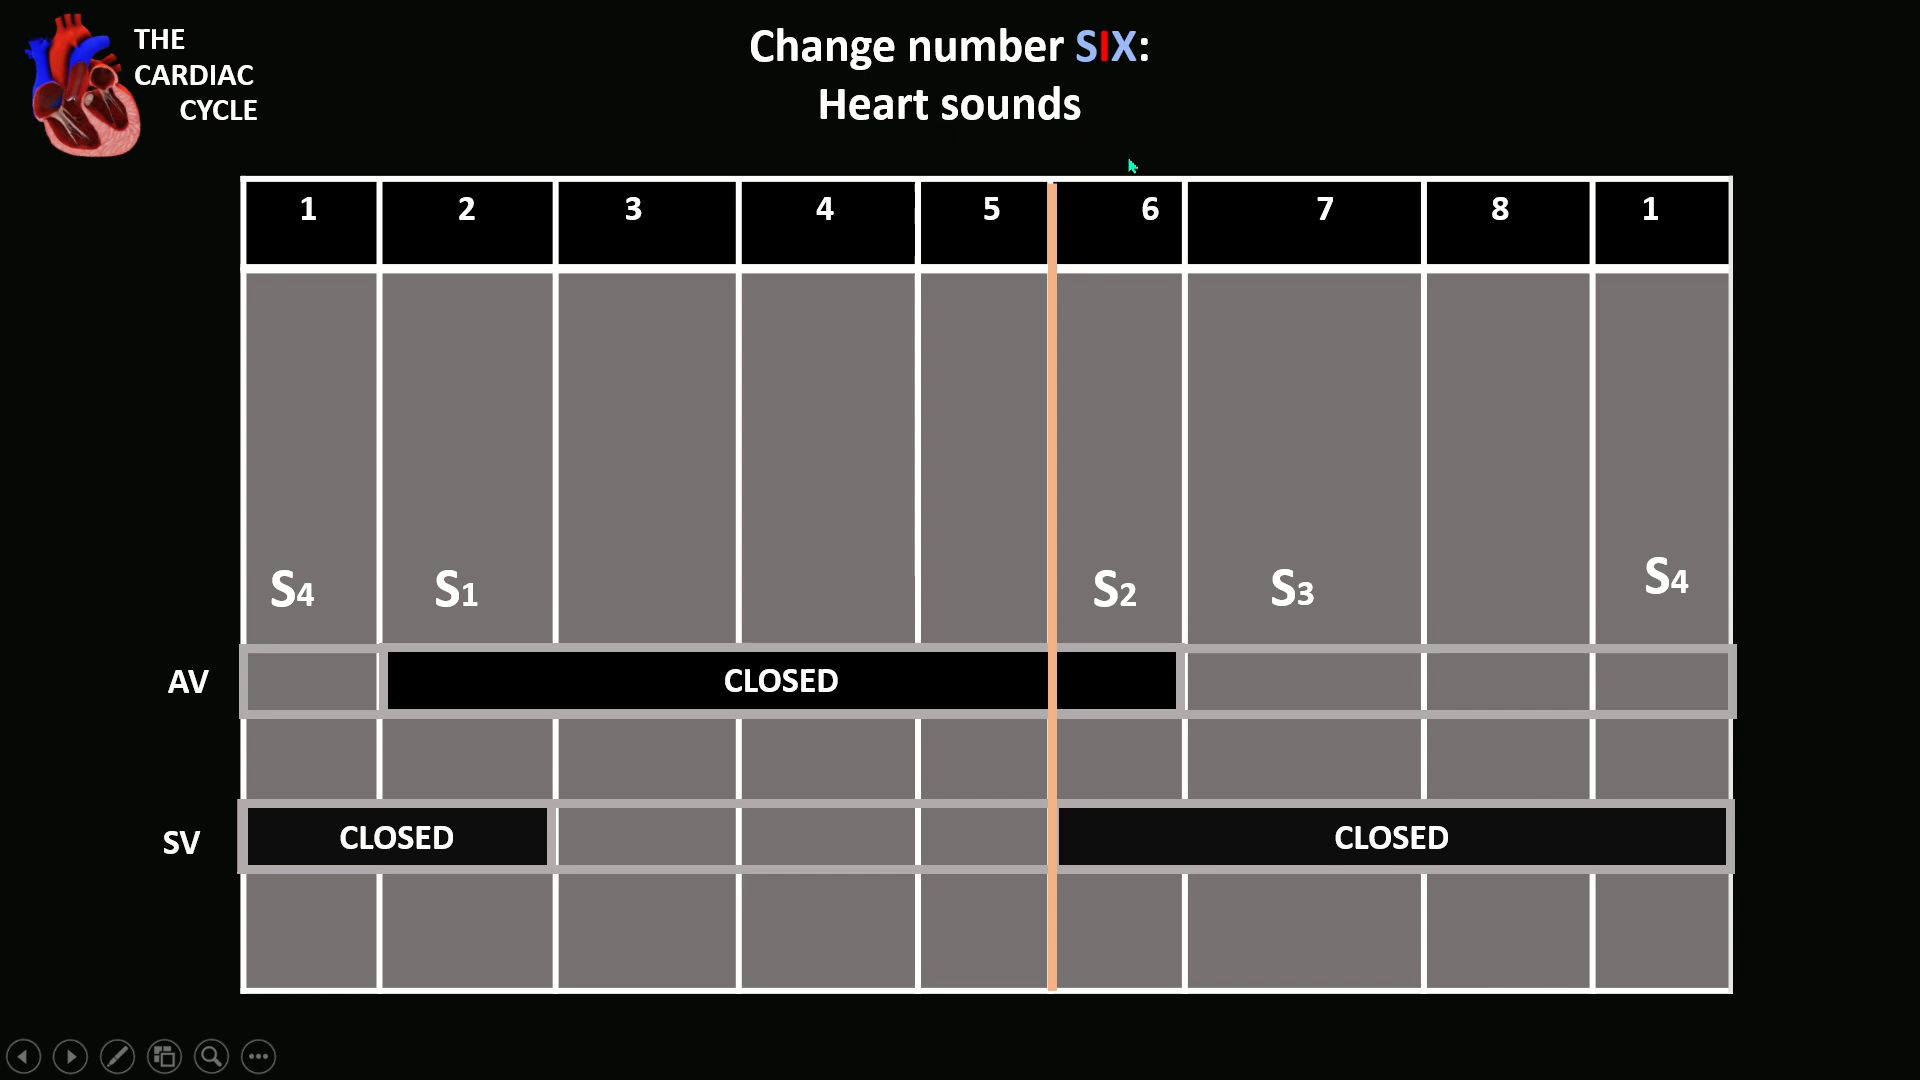 THE
CARDIAC
CYCLE
Change number SIX:
Heart sounds
1 2 3 4 5 6 7 8 1
S4 S1 S2 S3 S4
AV CLOSED
SV CLOSED CLOSED